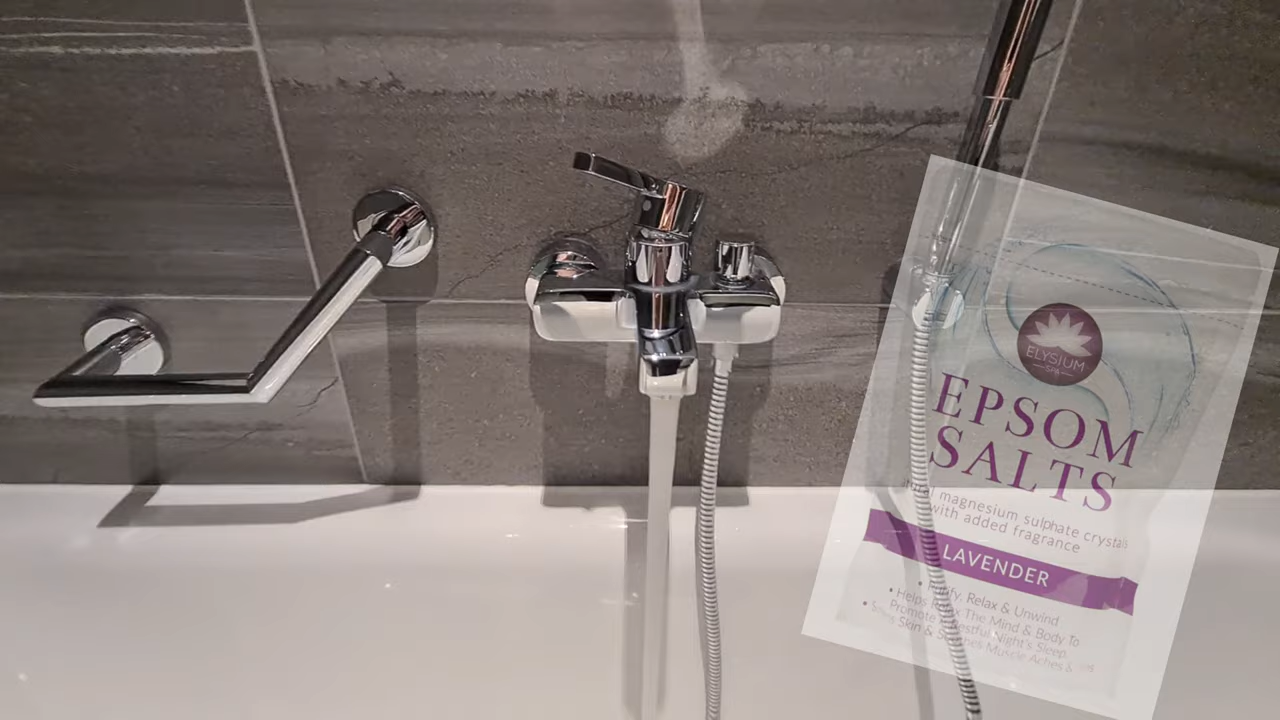 ELYSIUM
SPA
EPSOM
SALTS
magnesium sulphate crystals
with added fragrance
LAVENDER
• Purify, Relax & Unwind
• Helps Relax The Mind & Body To
Promote Restful Night's Sleep
• Skin & Soothes Muscle Aches &